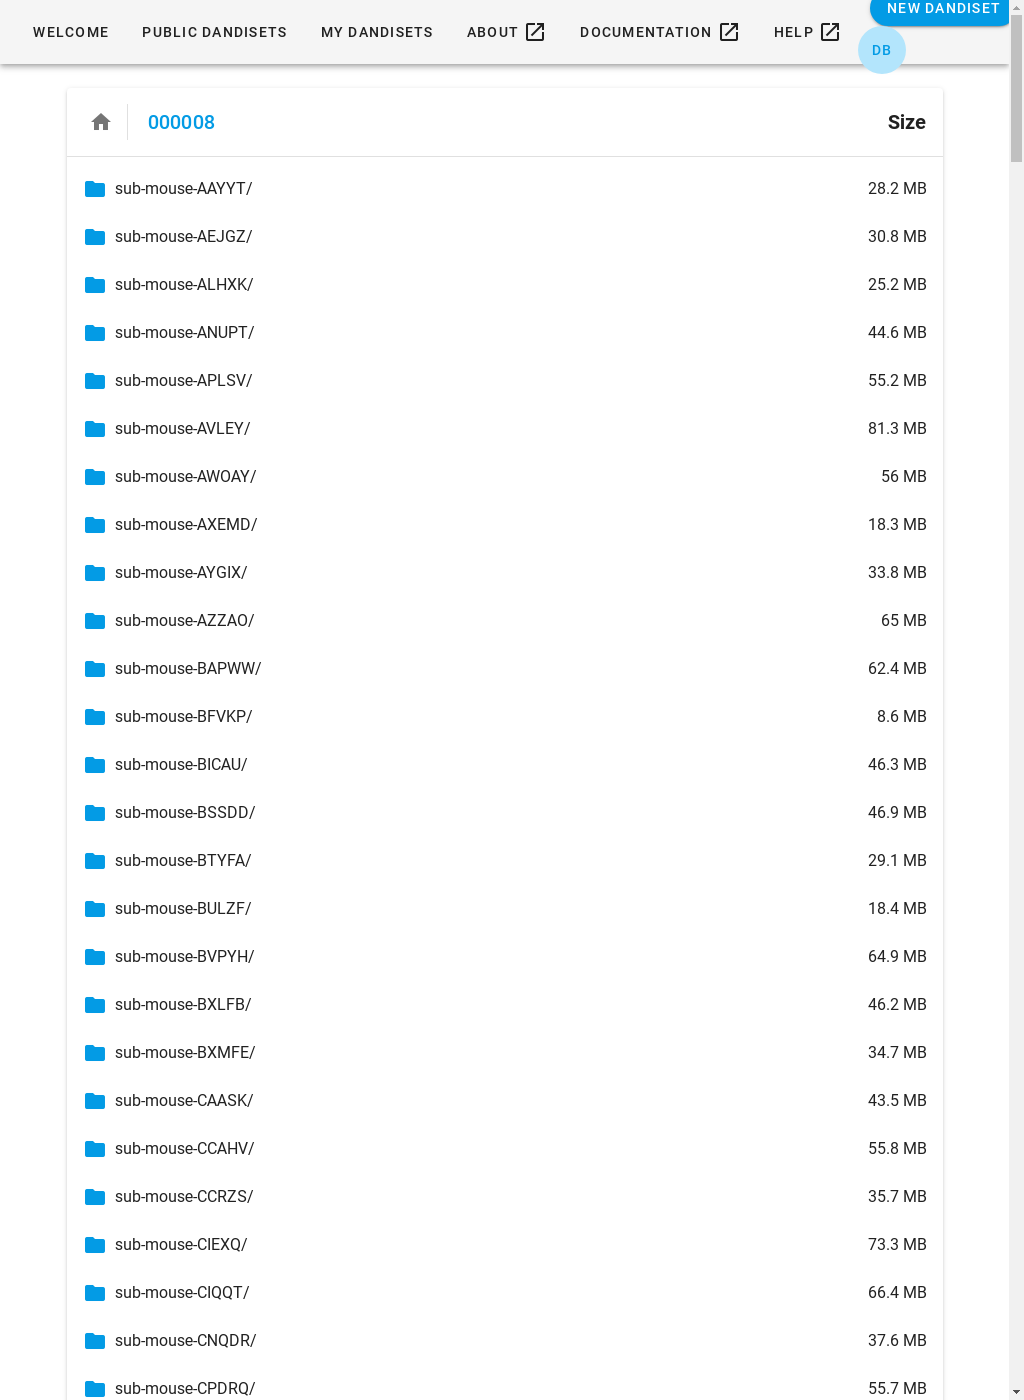 NEW DANDISET
WELCOME PUBLIC DANDISETS MY DANDISETS ABOUT DOCUMENTATION HELP
DB
000008 Size
sub-mouse-AAYYT/ 28.2 MB
sub-mouse-AEJGZ/ 30.8 MB
sub-mouse-ALHXK/ 25.2 MB
sub-mouse-ANUPT/ 44.6 MB
sub-mouse-APLSV/ 55.2 MB
sub-mouse-AVLEY/ 81.3 MB
sub-mouse-AWOAY/ 56 MB
sub-mouse-AXEMD/ 18.3 MB
sub-mouse-AYGIX/ 33.8 MB
sub-mouse-AZZAO/ 65 MB
sub-mouse-BAPWW/ 62.4 MB
sub-mouse-BFVKP/ 8.6 MB
sub-mouse-BICAU/ 46.3 MB
sub-mouse-BSSDD/ 46.9 MB
sub-mouse-BTYFA/ 29.1 MB
sub-mouse-BULZF/ 18.4 MB
sub-mouse-BVPYH/ 64.9 MB
sub-mouse-BXLFB/ 46.2 MB
sub-mouse-BXMFE/ 34.7 MB
sub-mouse-CAASK/ 43.5 MB
sub-mouse-CCAHV/ 55.8 MB
sub-mouse-CCRZS/ 35.7 MB
sub-mouse-CIEXQ/ 73.3 MB
sub-mouse-CIQQT/ 66.4 MB
sub-mouse-CNQDR/ 37.6 MB
sub-mouse-CPDRQ/ 55.7 MB